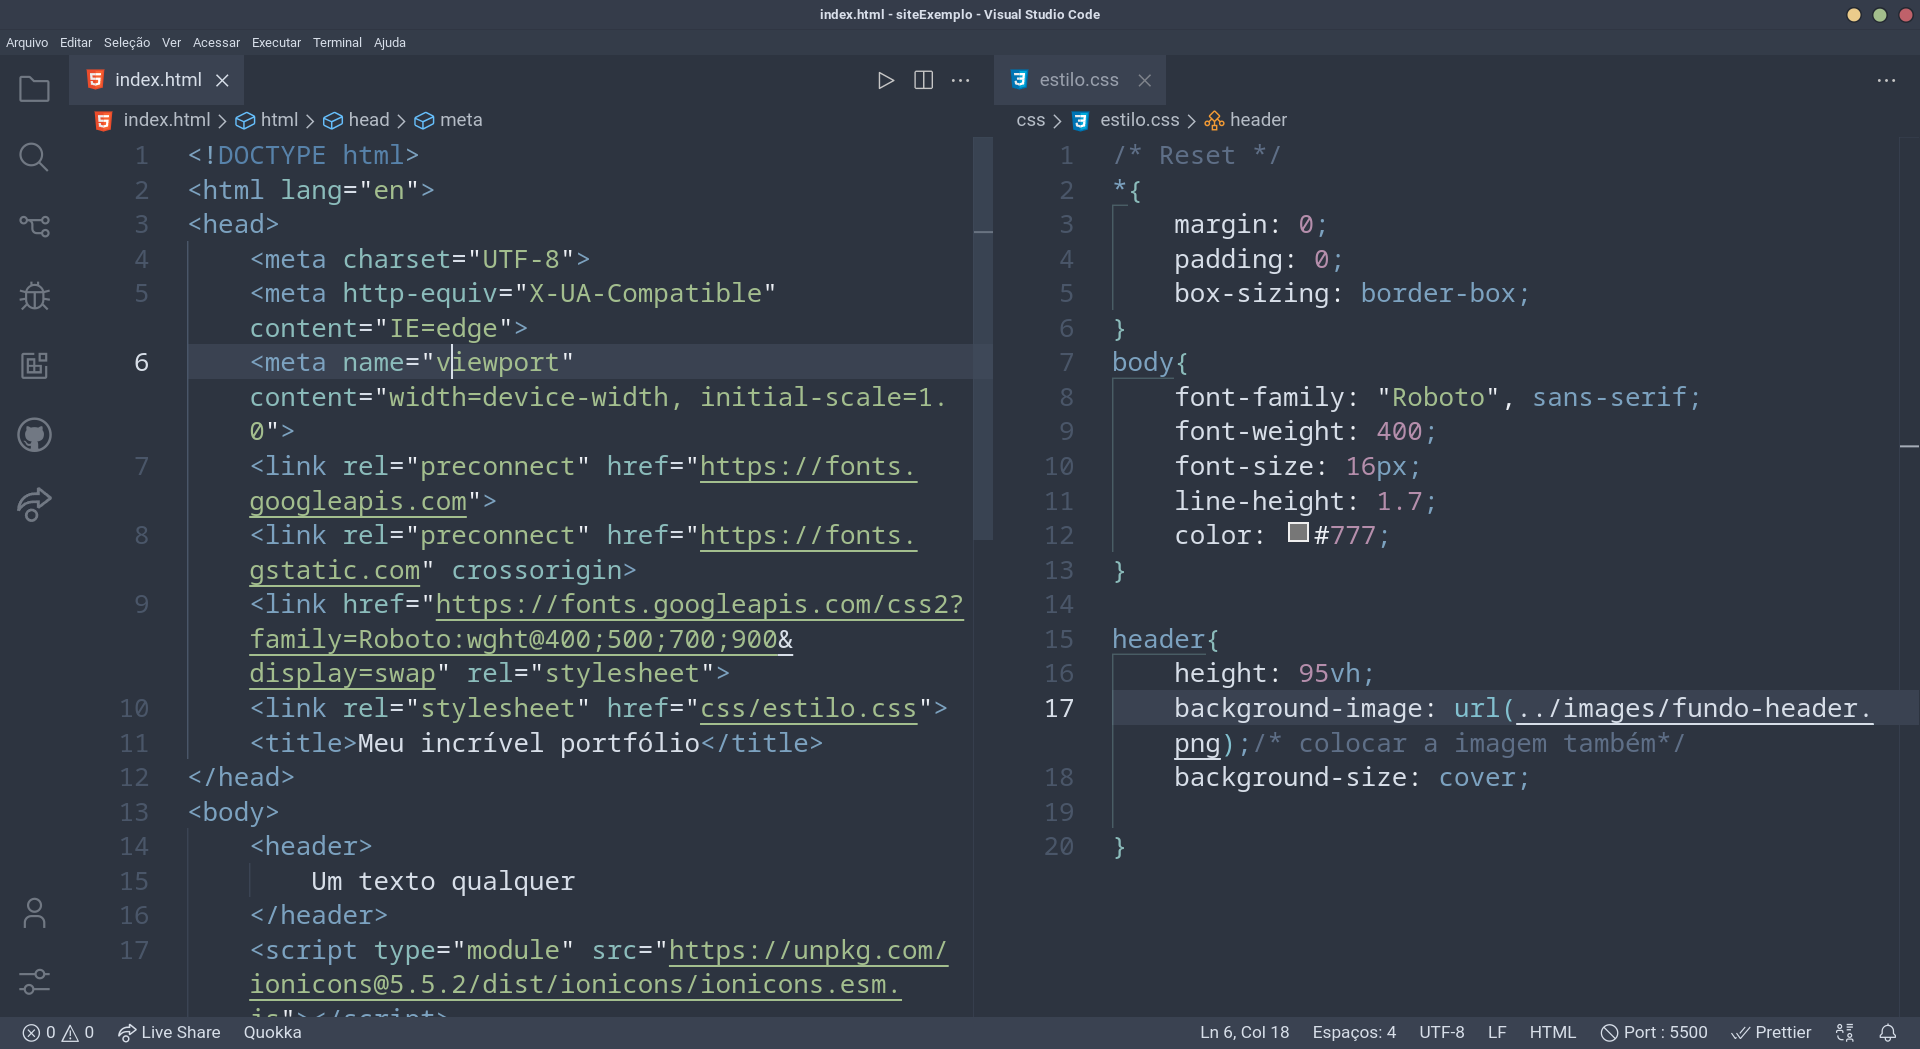 index.html - siteExemplo - Visual Studio Code
Arquivo Editar Seleção Ver Acessar Executar Terminal Ajuda
index.html
index.html > html > head > meta
1 <!DOCTYPE html>
2 <html lang="en">
3 <head>
4 <meta charset="UTF-8">
5 <meta http-equiv="X-UA-Compatible"
content="IE=edge">
6 <meta name="viewport"
content="width=device-width, initial-scale=1.
0">
7 <link rel="preconnect" href="https://fonts.
googleapis.com">
8 <link rel="preconnect" href="https://fonts.
gstatic.com" crossorigin>
9 <link href="https://fonts.googleapis.com/css2?
family=Roboto:wght@400;500;700;900&
display=swap" rel="stylesheet">
10 <link rel="stylesheet" href="css/estilo.css">
11 <title>Meu incrível portfólio</title>
12 </head>
13 <body>
14 <header>
15 Um texto qualquer
16 </header>
17 <script type="module" src="https://unpkg.com/
ionicons@5.5.2/dist/ionicons/ionicons.esm.
js"></script>
estilo.css
css > estilo.css > header
1 /* Reset */
2 *{
3 margin: 0;
4 padding: 0;
5 box-sizing: border-box;
6 }
7 body{
8 font-family: "Roboto", sans-serif;
9 font-weight: 400;
10 font-size: 16px;
11 line-height: 1.7;
12 color: #777;
13 }
14
15 header{
16 height: 95vh;
17 background-image: url(../images/fundo-header.
png);/* colocar a imagem também*/
18 background-size: cover;
19
20 }
0 0 Live Share Quokka Ln 6, Col 18 Espaços: 4 UTF-8 LF HTML Port : 5500 Prettier